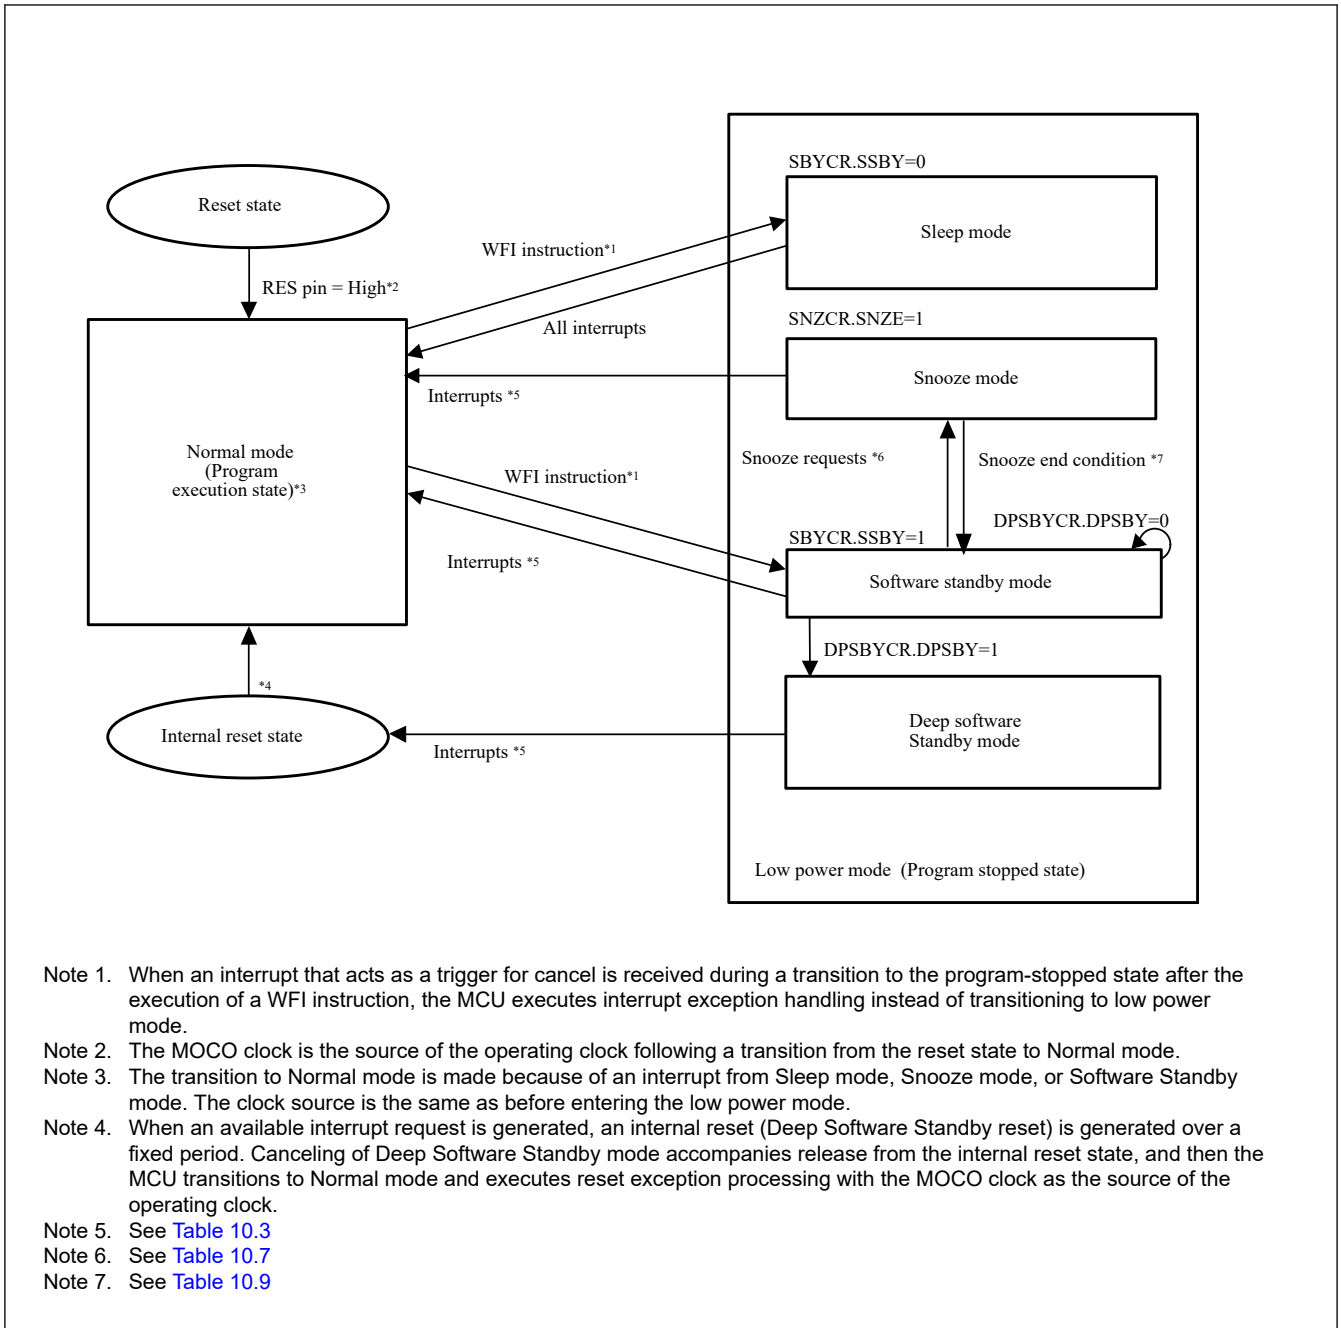 SBYCR.SSBY=0
Reset state
Sleep mode
WFI instruction*1
RES pin = High*2
SNZCR.SNZE=1
All interrupts
Snooze mode
Interrupts *5
Normal mode
(Program
execution state)*3
Snooze requests *6
Snooze end condition *7
WFI instruction*1
DPSBYCR.DPSBY=0
SBYCR.SSBY=1
Interrupts *5
Software standby mode
DPSBYCR.DPSBY=1
*4
Deep software
Standby mode
Internal reset state
Interrupts *5
Low power mode (Program stopped state)
Note 1. When an interrupt that acts as a trigger for cancel is received during a transition to the program-stopped state after the
execution of a WFI instruction, the MCU executes interrupt exception handling instead of transitioning to low power
mode.
Note 2. The MOCO clock is the source of the operating clock following a transition from the reset state to Normal mode.
Note 3. The transition to Normal mode is made because of an interrupt from Sleep mode, Snooze mode, or Software Standby
mode. The clock source is the same as before entering the low power mode.
Note 4. When an available interrupt request is generated, an internal reset (Deep Software Standby reset) is generated over a
fixed period. Canceling of Deep Software Standby mode accompanies release from the internal reset state, and then the
MCU transitions to Normal mode and executes reset exception processing with the MOCO clock as the source of the
operating clock.
Note 5. See Table 10.3
Note 6. See Table 10.7
Note 7. See Table 10.9